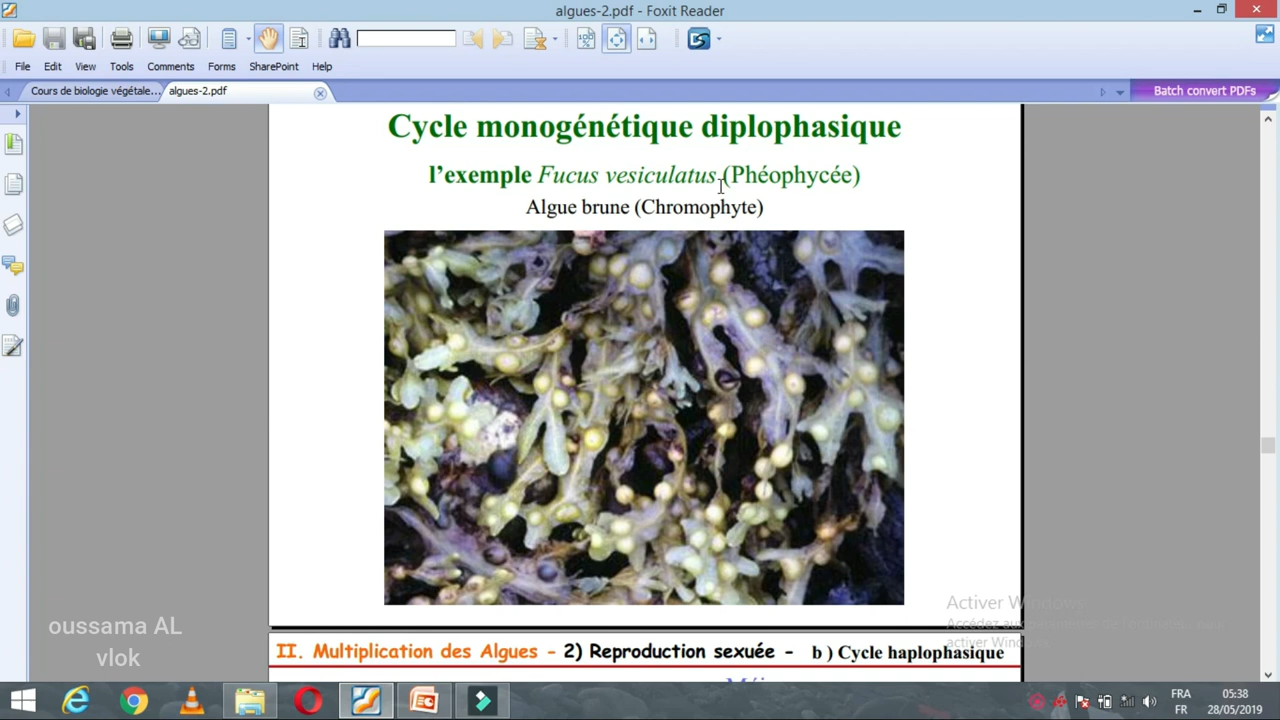 algues-2.pdf - Foxit Reader
File Edit View Tools Comments Forms SharePoint Help
Cours de biologie végétale... algues-2.pdf Batch convert PDFs
Cycle monogénétique diplophasique
l'exemple Fucus vesiculatus (Phéophycée)
Algue brune (Chromophyte)
Activer Windows
activer Windows
oussama AL
vlok
II. Multiplication des Algues - 2) Reproduction sexuée - b ) Cycle haplophasique
FRA 05:38
FR 28/05/2019